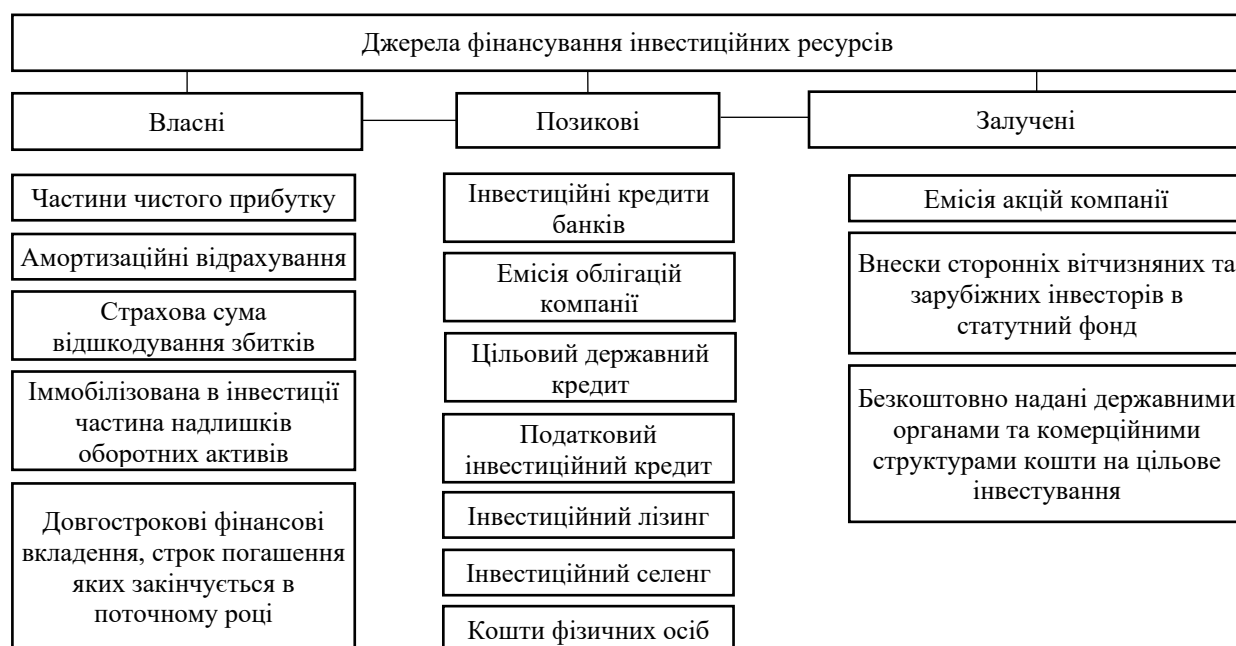 Джерела фінансування інвестиційних ресурсів
Власні
Позикові
Залучені
Частини чистого прибутку
Амортизаційні відрахування
Страхова сума
відшкодування збитків
Іммобілізована в інвестиції
частина надлишків
оборотних активів
Довгострокові фінансові
вкладення, строк погашення
яких закінчується в
поточному році
Інвестиційні кредити
банків
Емісія облігацій
компанії
Цільовий державний
кредит
Податковий
інвестиційний кредит
Інвестиційний лізинг
Інвестиційний селенг
Кошти фізичних осіб
Емісія акцій компанії
Внески сторонніх вітчизняних та
зарубіжних інвесторів в
статутний фонд
Безкоштовно надані державними
органами та комерційними
структурами кошти на цільове
інвестування